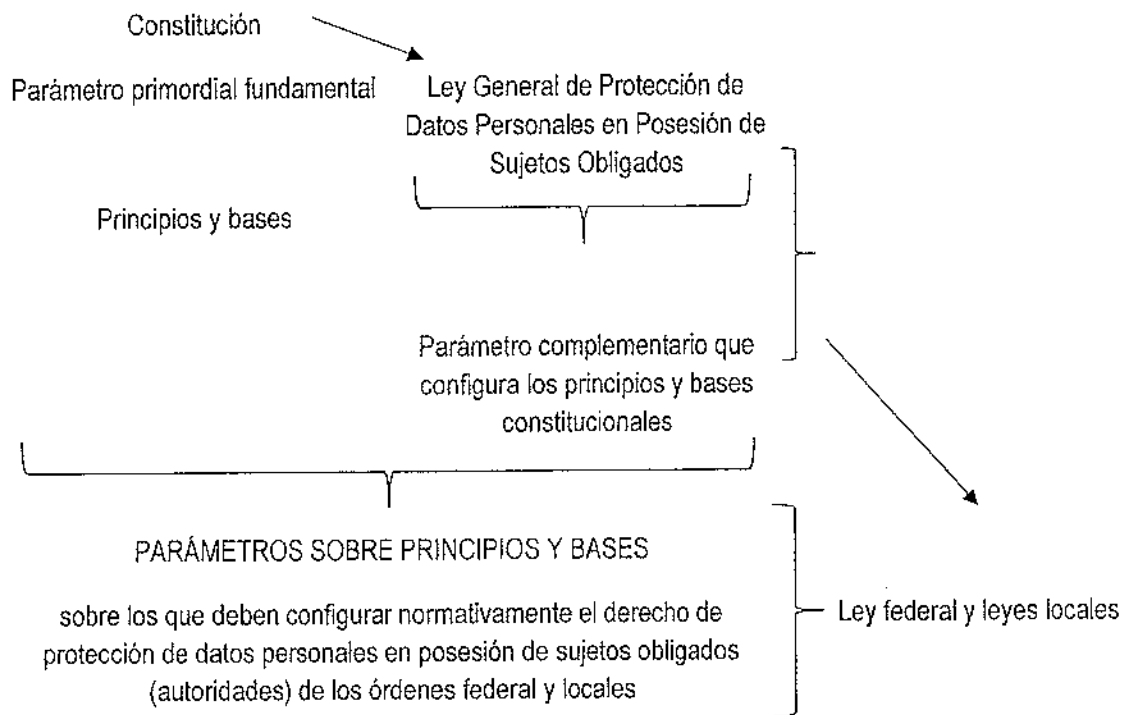 Constitución
Parámetro primordial fundamental
Ley General de Protección de
Datos Personales en Posesión de
Sujetos Obligados
Principios y bases
Parámetro complementario que
configura los principios y bases
constitucionales
PARÁMETROS SOBRE PRINCIPIOS Y BASES
sobre los que deben configurar normativamente el derecho de
protección de datos personales en posesión de sujetos obligados
(autoridades) de los órdenes federal y locales
Ley federal y leyes locales